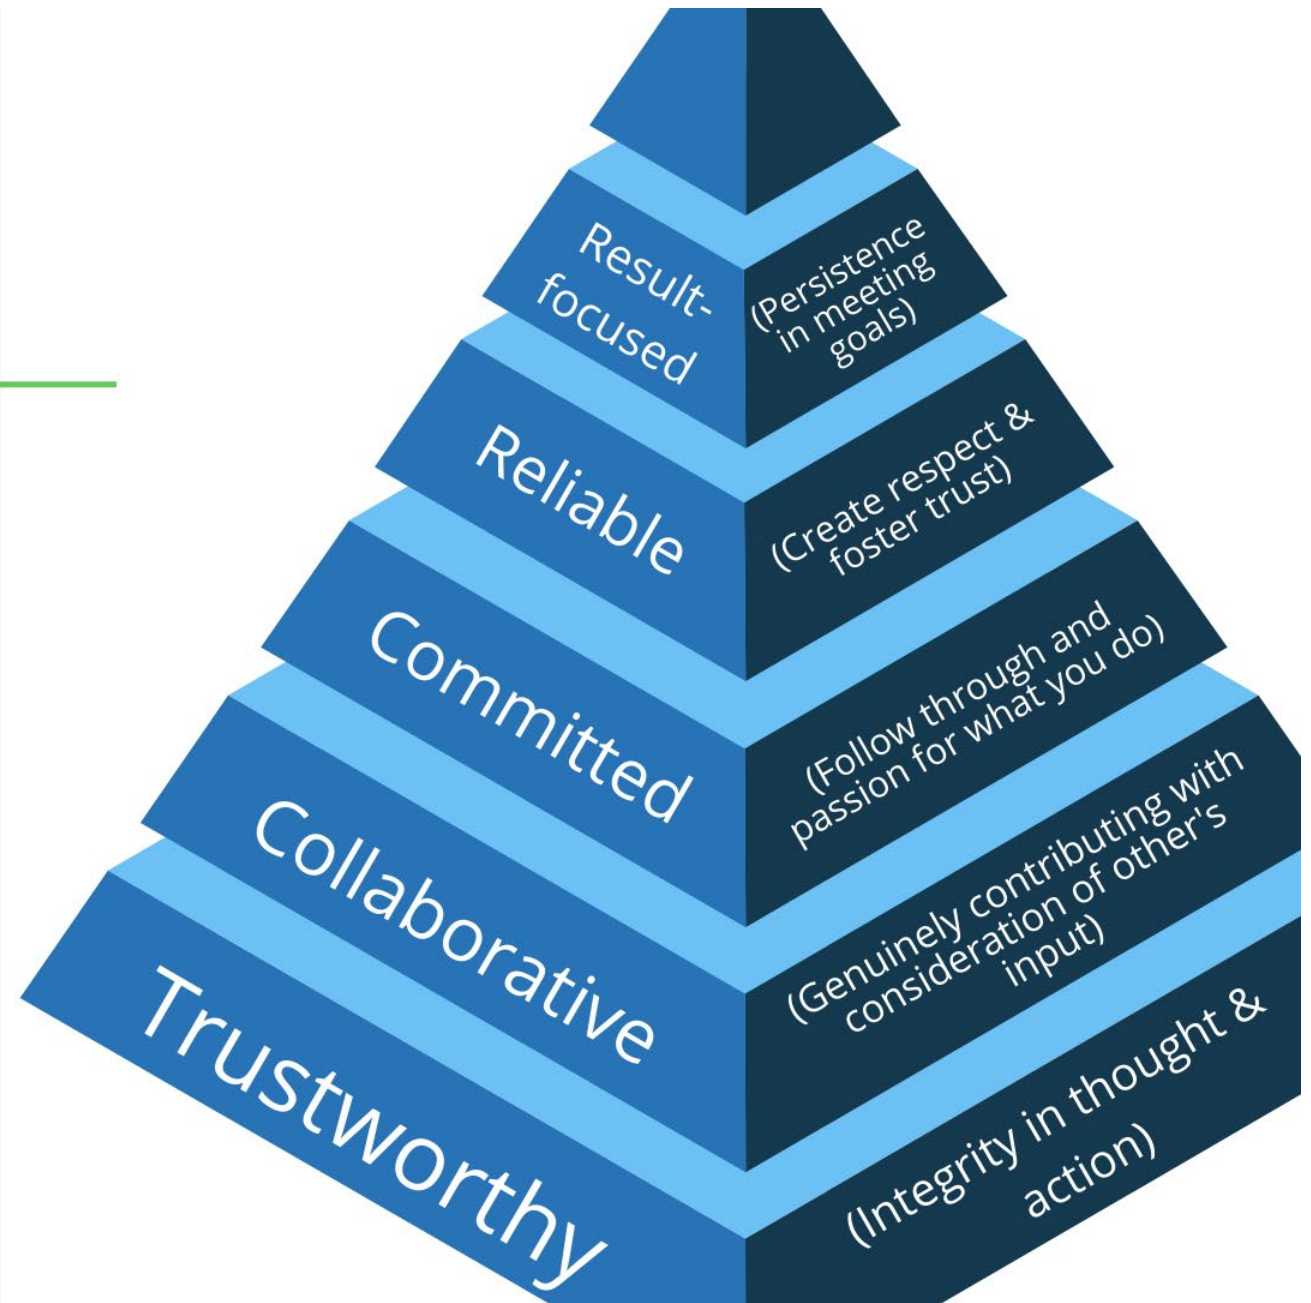 Result-
focused
(Persistence
in meeting
goals)
Reliable
(Create respect &
foster trust)
Committed
(Follow through and
passion for what you do)
Collaborative
(Genuinely contributing with
consideration of other's
input)
Trustworthy
(Integrity in thought &
action)